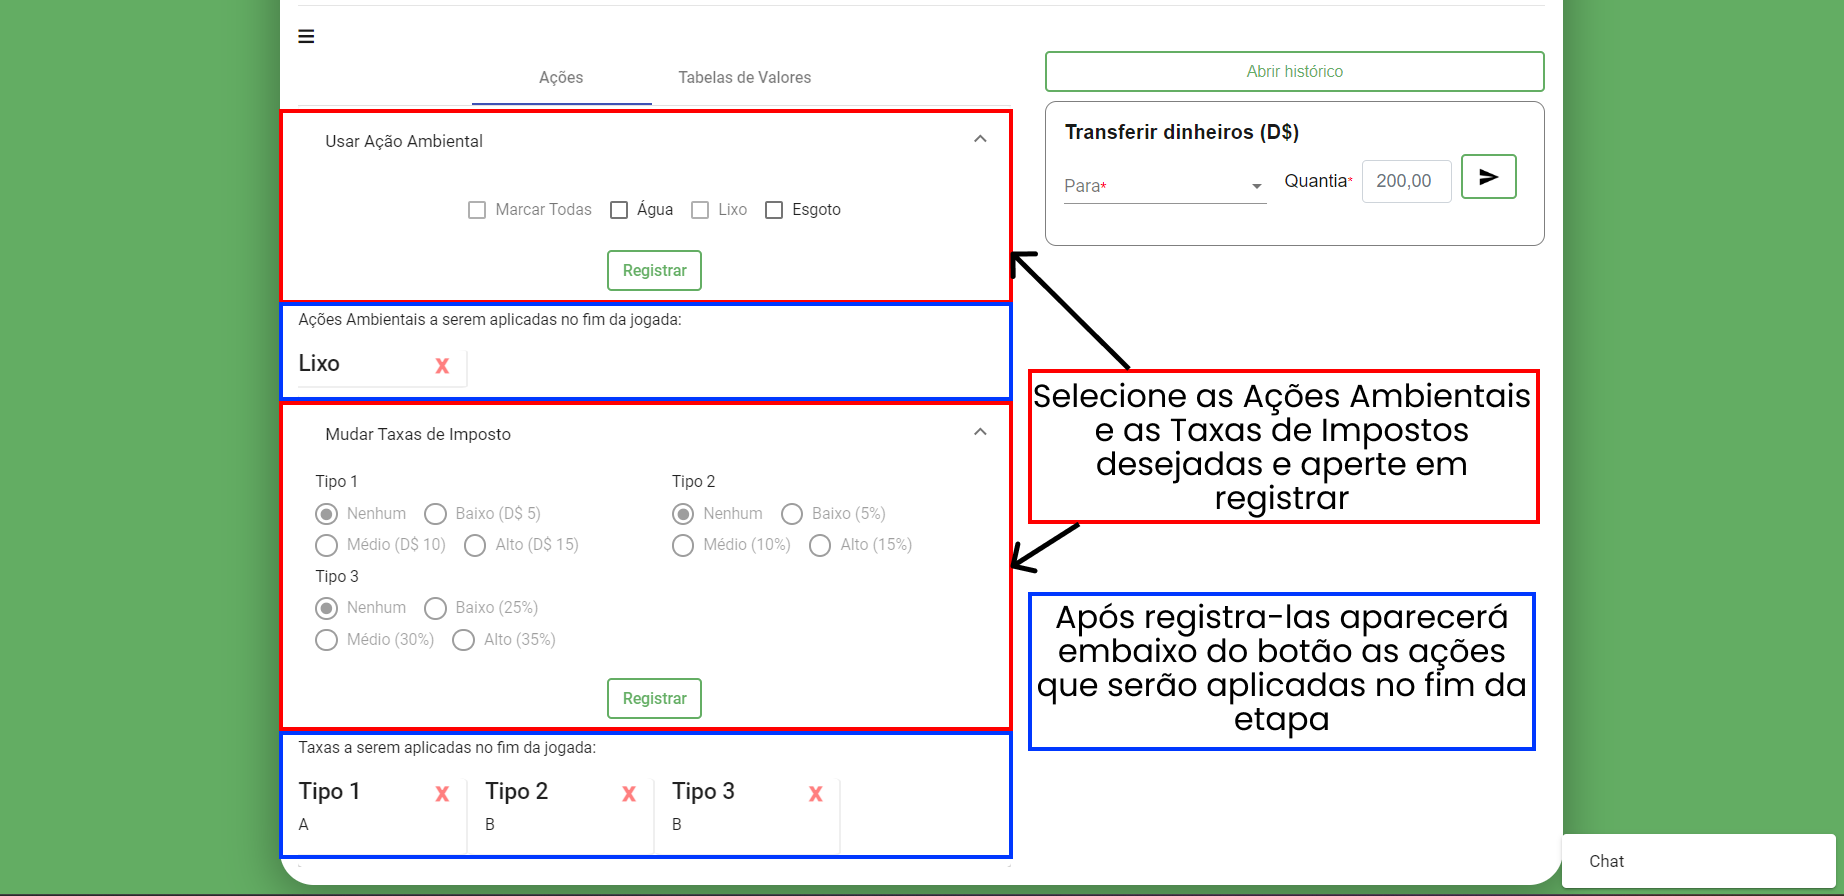 Ações Tabelas de Valores
Abrir histórico
Usar Ação Ambiental
Marcar Todas Água Lixo Esgoto
Registrar
Ações Ambientais a serem aplicadas no fim da jogada:
Lixo X
Mudar Taxas de Imposto
Tipo 1
Nenhum Baixo (D$ 5)
Médio (D$ 10) Alto (D$ 15)
Tipo 2
Nenhum Baixo (5%)
Médio (10%) Alto (15%)
Tipo 3
Nenhum Baixo (25%)
Médio (30%) Alto (35%)
Registrar
Taxas a serem aplicadas no fim da jogada:
Tipo 1 X Tipo 2 X Tipo 3 X
A B B
Transferir dinheiros (D$)
Para* Quantia* 200,00
Selecione as Ações Ambientais
e as Taxas de Impostos
desejadas e aperte em
registrar
Após registra-las aparecerá
embaixo do botão as ações
que serão aplicadas no fim da
etapa
Chat